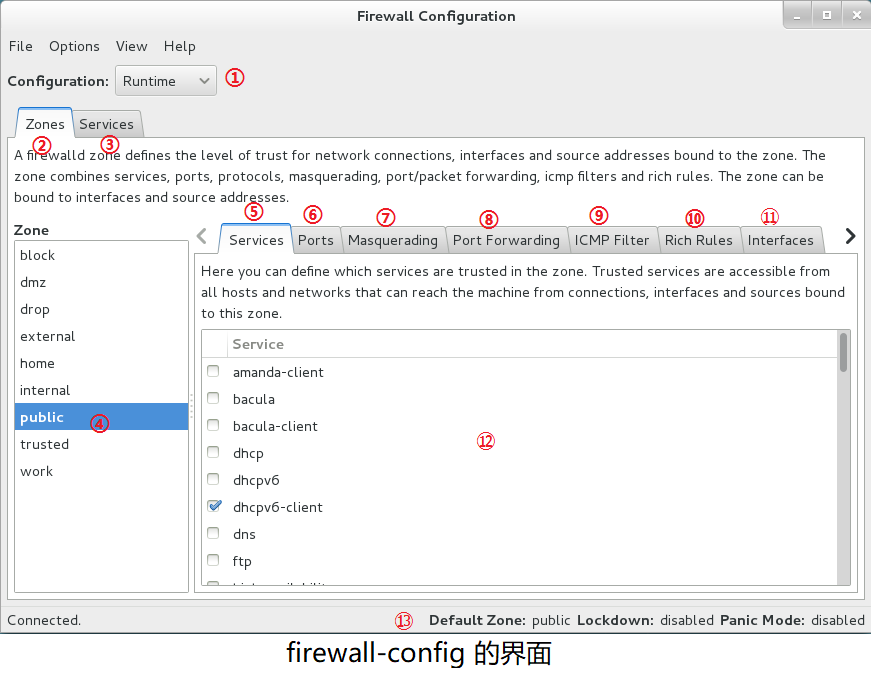 Firewall Configuration
File Options View Help
Configuration: Runtime ①
Zones Services
② ③
A firewalld zone defines the level of trust for network connections, interfaces and source addresses bound to the zone. The
zone combines services, ports, protocols, masquerading, port/packet forwarding, icmp filters and rich rules. The zone can be
bound to interfaces and source addresses.
⑤ ⑥ ⑦ ⑧ ⑨ ⑩ ⑪
Zone
Services Ports Masquerading Port Forwarding ICMP Filter Rich Rules Interfaces
block
dmz
drop
external
home
internal
public ④
trusted
work
Here you can define which services are trusted in the zone. Trusted services are accessible from
all hosts and networks that can reach the machine from connections, interfaces and sources bound
to this zone.
Service
amanda-client
bacula
bacula-client
⑫
dhcp
dhcpv6
dhcpv6-client
dns
ftp
Connected. ⑬ Default Zone: public Lockdown: disabled Panic Mode: disabled
firewall-config 的界面